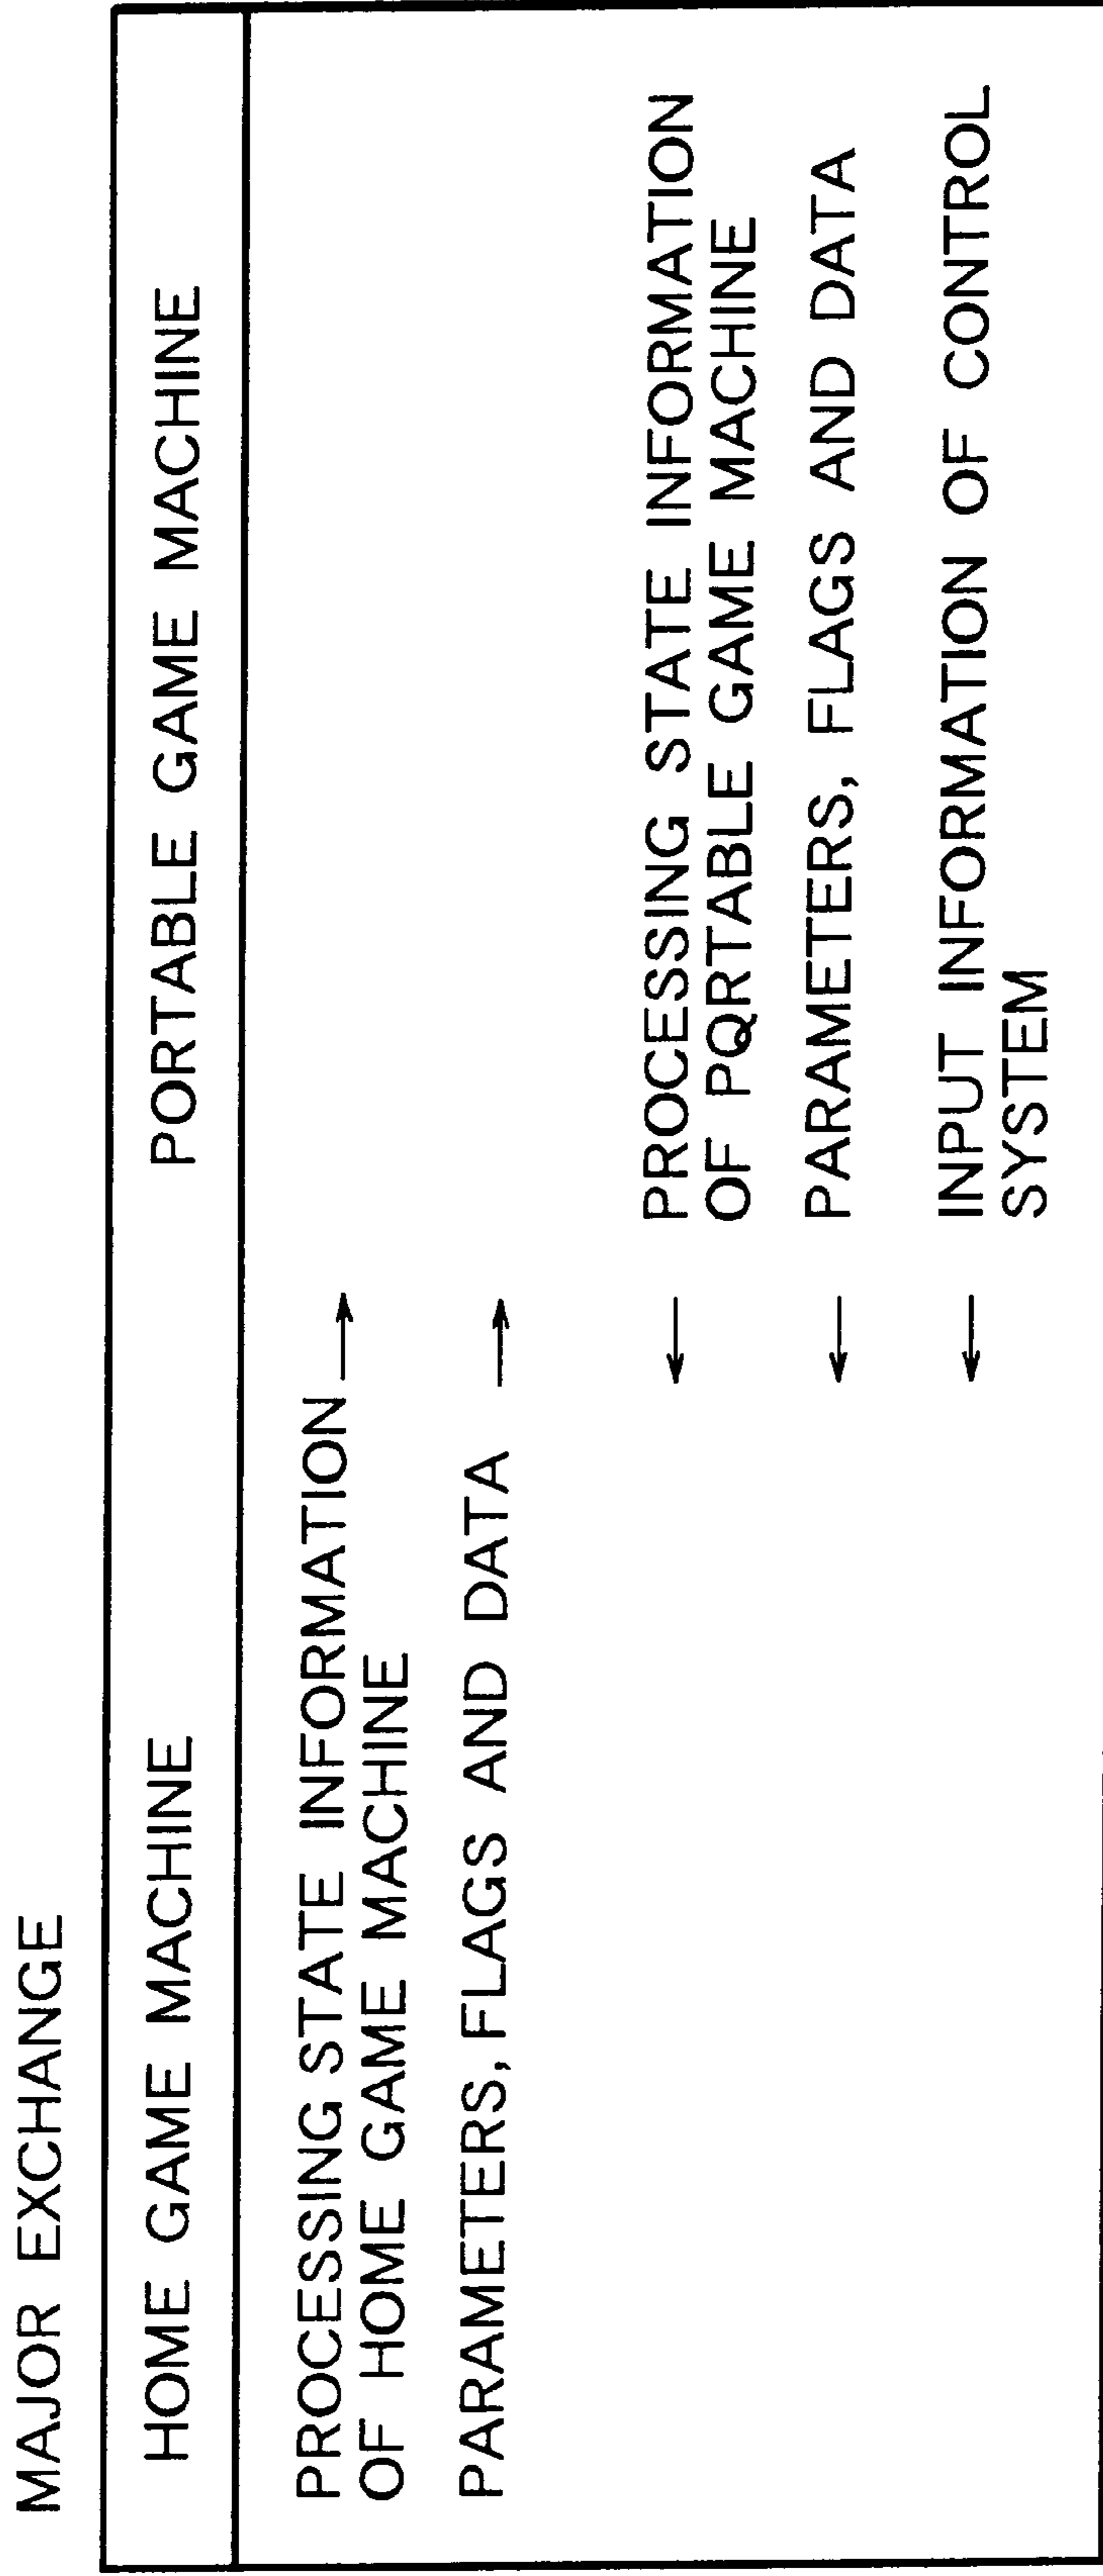 MAJOR EXCHANGE
HOME GAME MACHINE
PORTABLE GAME MACHINE
PROCESSING STATE INFORMATION
OF HOME GAME MACHINE
PARAMETERS, FLAGS AND DATA
PROCESSING STATE INFORMATION
OF PQRTABLE GAME MACHINE
PARAMETERS, FLAGS AND DATA
INPUT INFORMATION OF CONTROL
SYSTEM